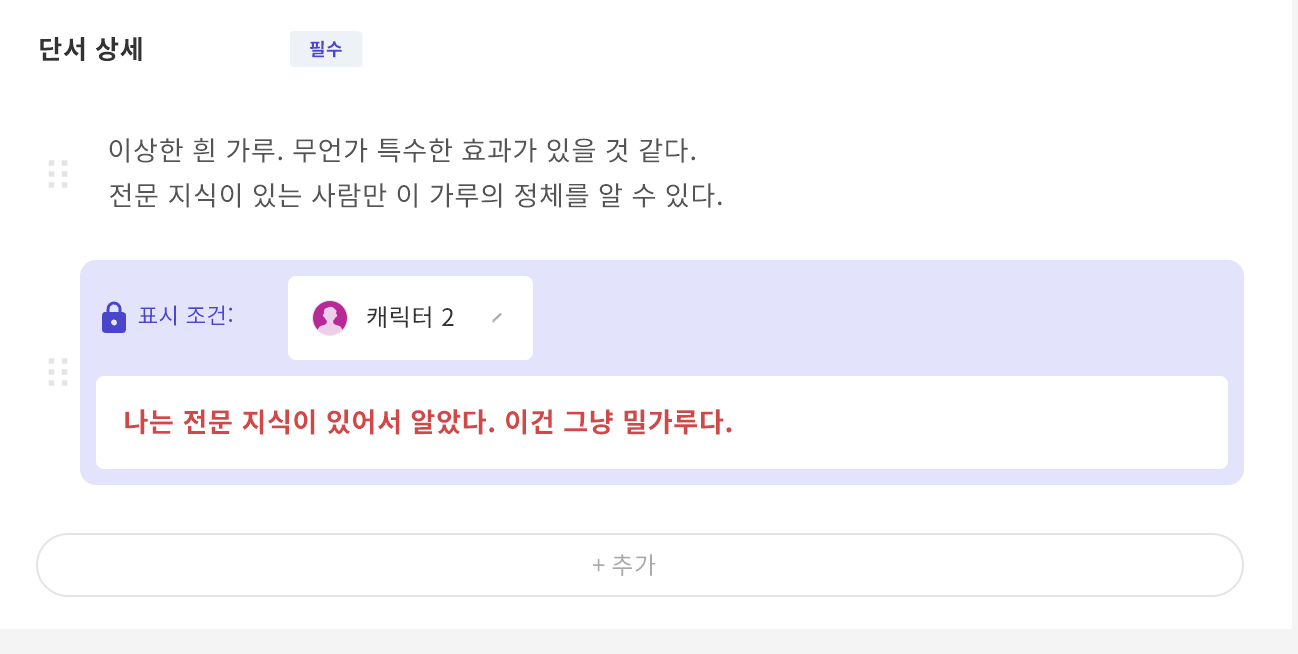 단서 상세
필수
이상한 흰 가루. 무언가 특수한 효과가 있을 것 같다.
전문 지식이 있는 사람만 이 가루의 정체를 알 수 있다.
표시 조건:
캐릭터 2
나는 전문 지식이 있어서 알았다. 이건 그냥 밀가루다.
+ 추가